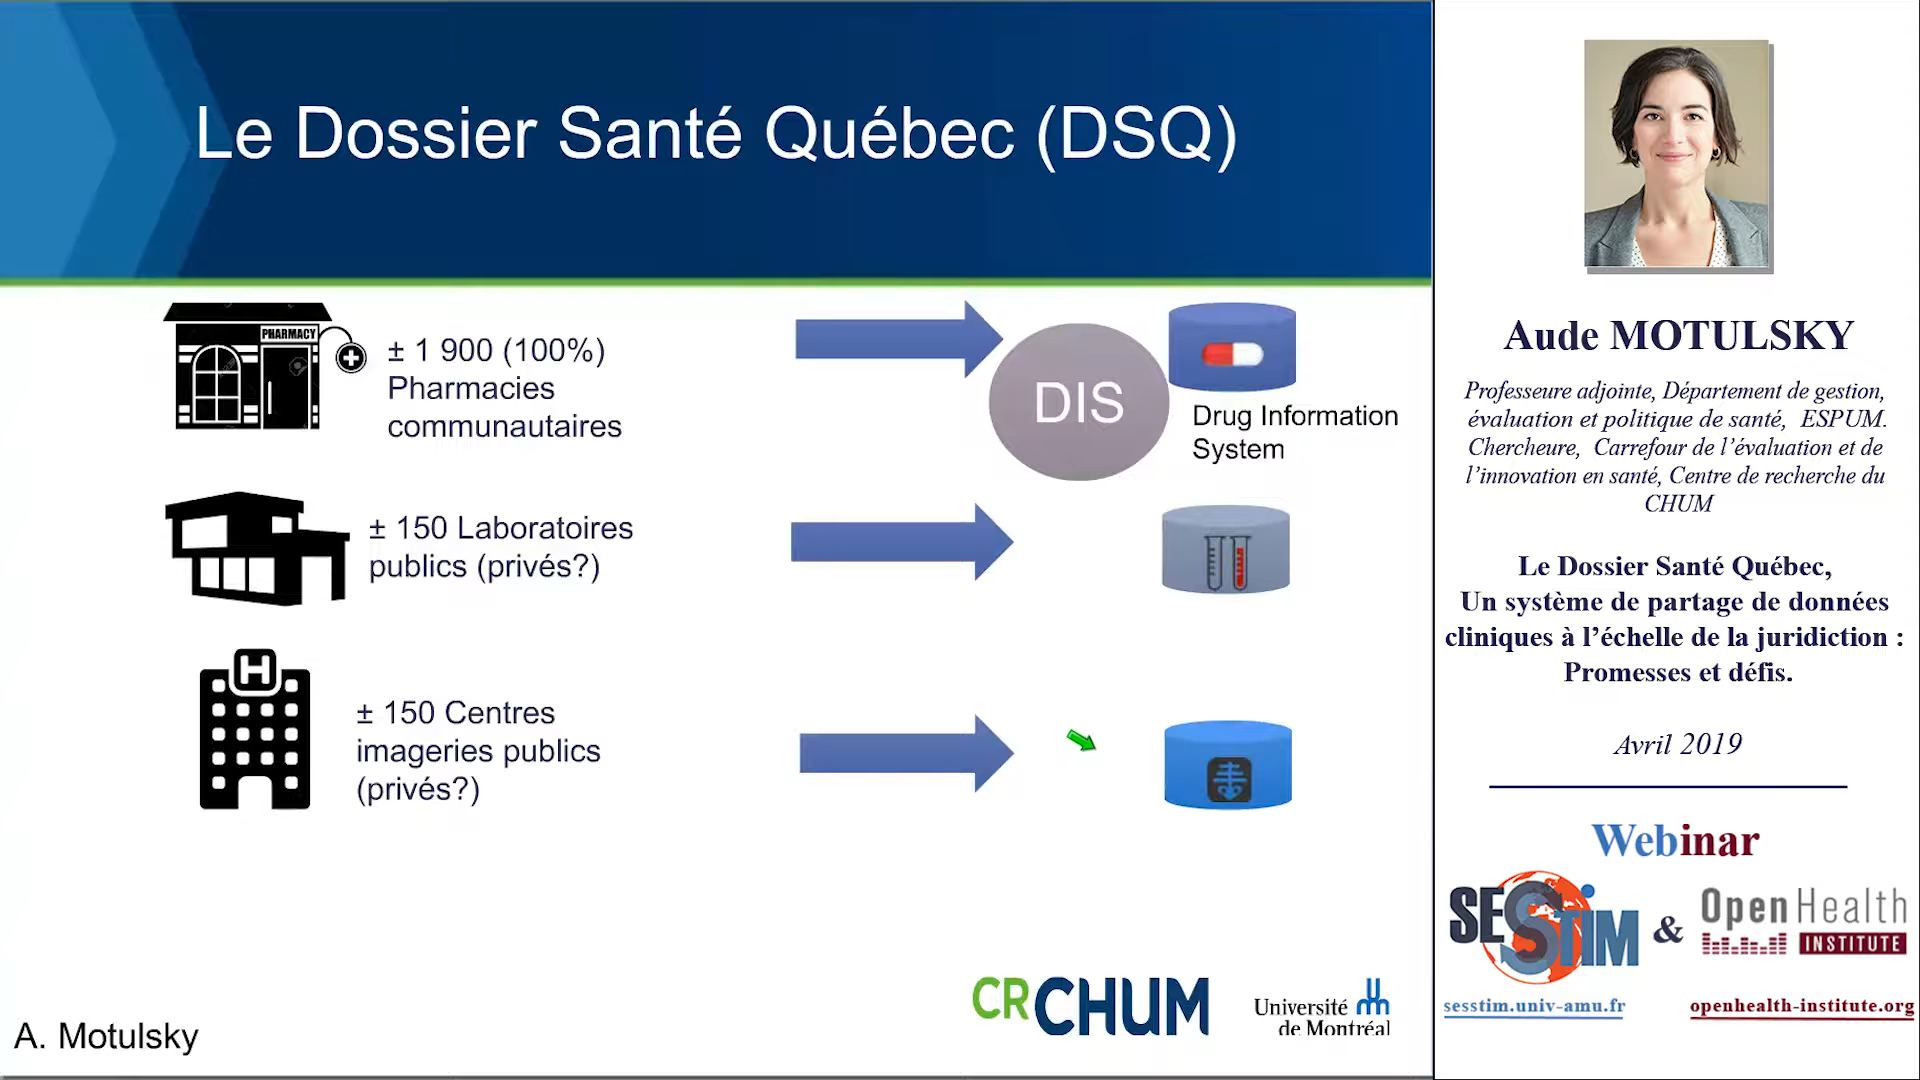 Le Dossier Santé Québec (DSQ)
PHARMACY
± 1 900 (100%)
Pharmacies
communautaires
DIS
Drug Information
System
± 150 Laboratoires
publics (privés?)
H
± 150 Centres
imageries publics
(privés?)
CRCHUM
Université
de Montréal
A. Motulsky
Aude MOTULSKY
Professeure adjointe, Département de gestion,
évaluation et politique de santé, ESPUM.
Chercheure, Carrefour de l'évaluation et de
l'innovation en santé, Centre de recherche du
CHUM
Le Dossier Santé Québec,
Un système de partage de données
cliniques à l'échelle de la juridiction :
Promesses et défis.
Avril 2019
Webinar
SESSTIM & Open Health
INSTITUTE
sesstim.univ-amu.fr
openhealth-institute.org